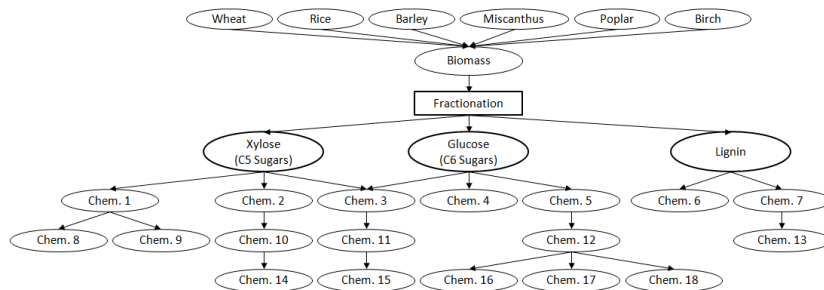 Wheat
Rice
Barley
Miscanthus
Poplar
Birch
Biomass
Fractionation
Xylose
(C5 Sugars)
Glucose
(C6 Sugars)
Lignin
Chem. 1
Chem. 2
Chem. 3
Chem. 4
Chem. 5
Chem. 6
Chem. 7
Chem. 8
Chem. 9
Chem. 10
Chem. 11
Chem. 12
Chem. 13
Chem. 14
Chem. 15
Chem. 16
Chem. 17
Chem. 18